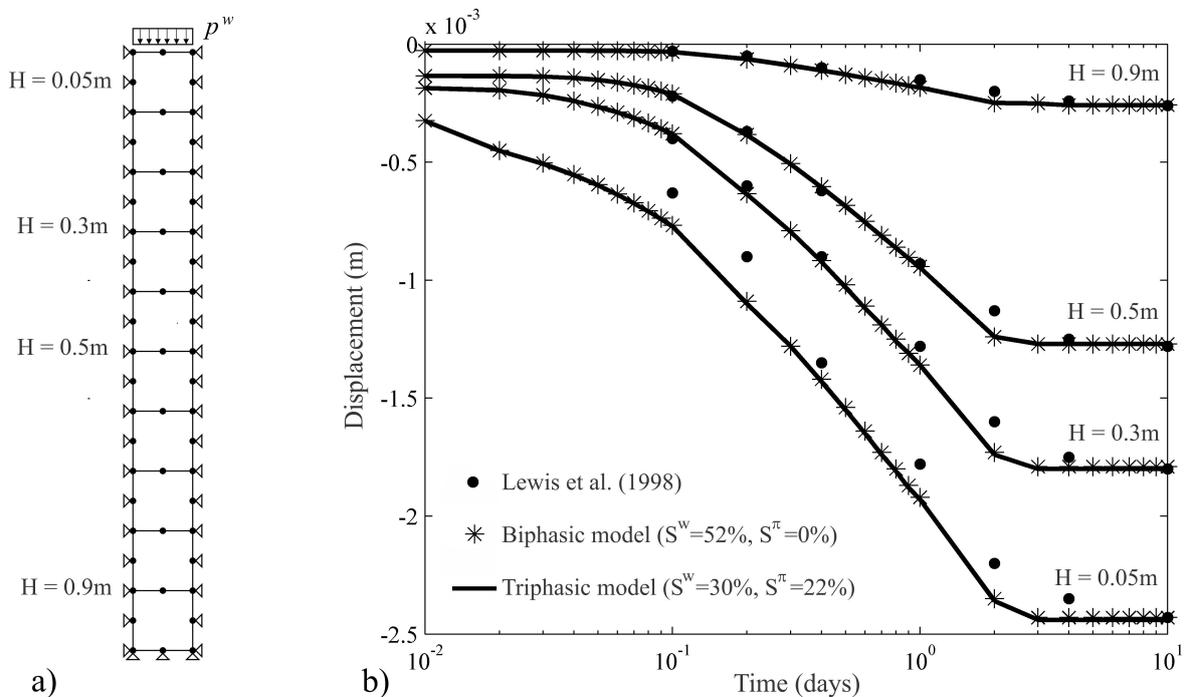 p^w
H = 0.05m
H = 0.3m
H = 0.5m
H = 0.9m
a)
x 10^-3
0
-0.5
-1
-1.5
-2
-2.5
Displacement (m)
H = 0.9m
H = 0.5m
H = 0.3m
H = 0.05m
Lewis et al. (1998)
Biphasic model (S^w=52%, S^π=0%)
Triphasic model (S^w=30%, S^π=22%)
10^-2
10^-1
10^0
10^1
Time (days)
b)